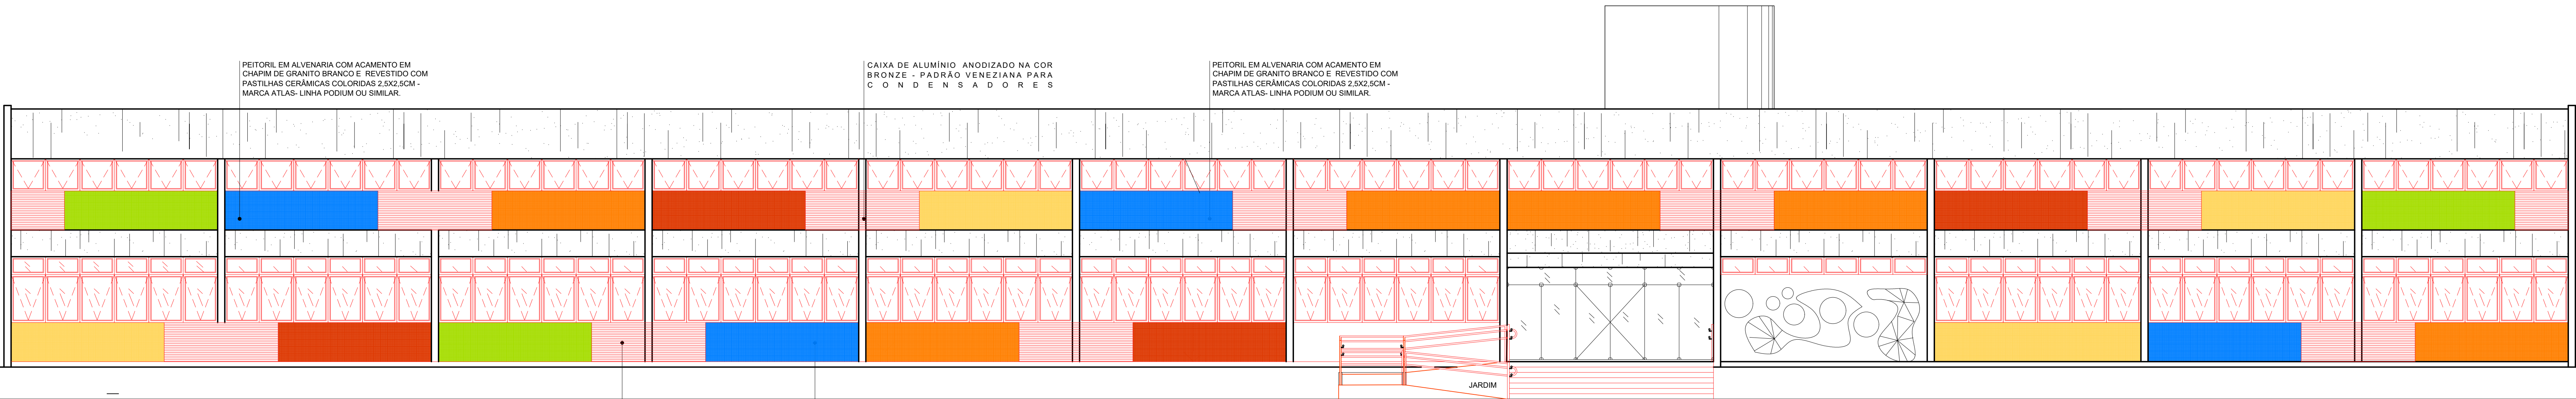 PEITORIL EM ALVENARIA COM ACAMENTO EM
CHAPIM DE GRANITO BRANCO E REVESTIDO COM
PASTILHAS CERÂMICAS COLORIDAS 2,5X2,5CM -
MARCA ATLAS- LINHA PODIUM OU SIMILAR.
CAIXA DE ALUMÍNIO ANODIZADO NA COR
BRONZE - PADRÃO VENEZIANA PARA
CONDENSADORES
PEITORIL EM ALVENARIA COM ACAMENTO EM
CHAPIM DE GRANITO BRANCO E REVESTIDO COM
PASTILHAS CERÂMICAS COLORIDAS 2,5X2,5CM -
MARCA ATLAS- LINHA PODIUM OU SIMILAR.
JARDIM